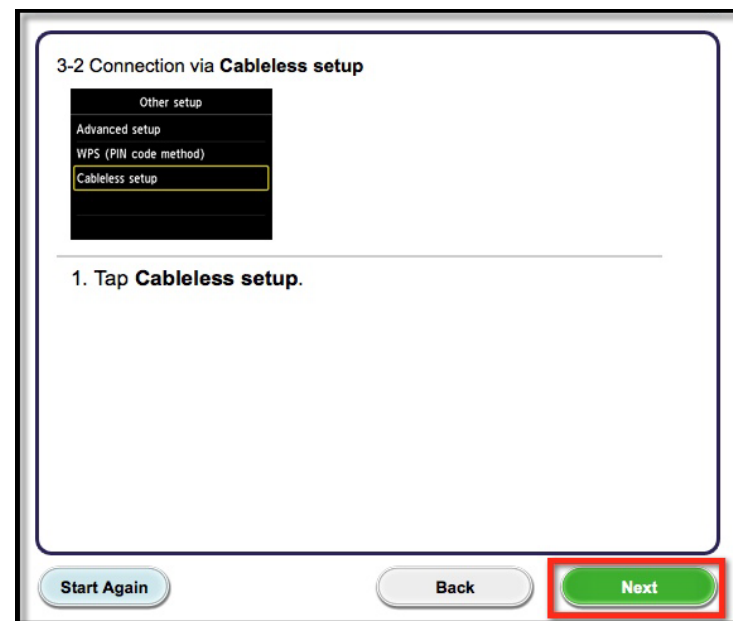 3-2 Connection via Cableless setup
Other setup
Advanced setup
WPS (PIN code method)
Cableless setup
1. Tap Cableless setup.
Start Again
Back
Next